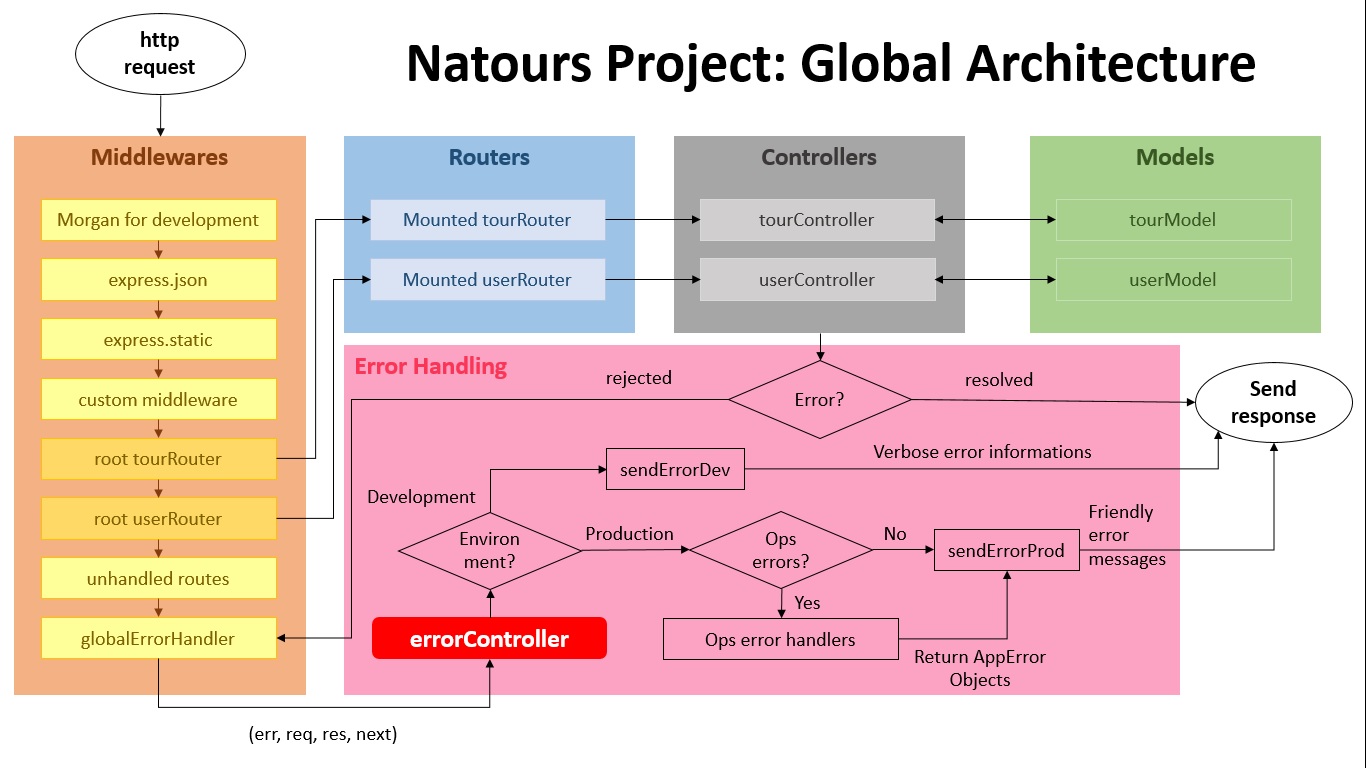 http
request
Natours Project: Global Architecture
Middlewares
Morgan for development
express.json
express.static
custom middleware
root tourRouter
root userRouter
unhandled routes
globalErrorHandler
Routers
Mounted tourRouter
Mounted userRouter
Controllers
tourController
userController
Models
tourModel
userModel
Error Handling
rejected
Error?
resolved
Send
response
sendErrorDev
Verbose error informations
Development
Environ
ment?
Production
Ops
errors?
No
sendErrorProd
Friendly
error
messages
Yes
errorController
Ops error handlers
Return AppError
Objects
(err, req, res, next)